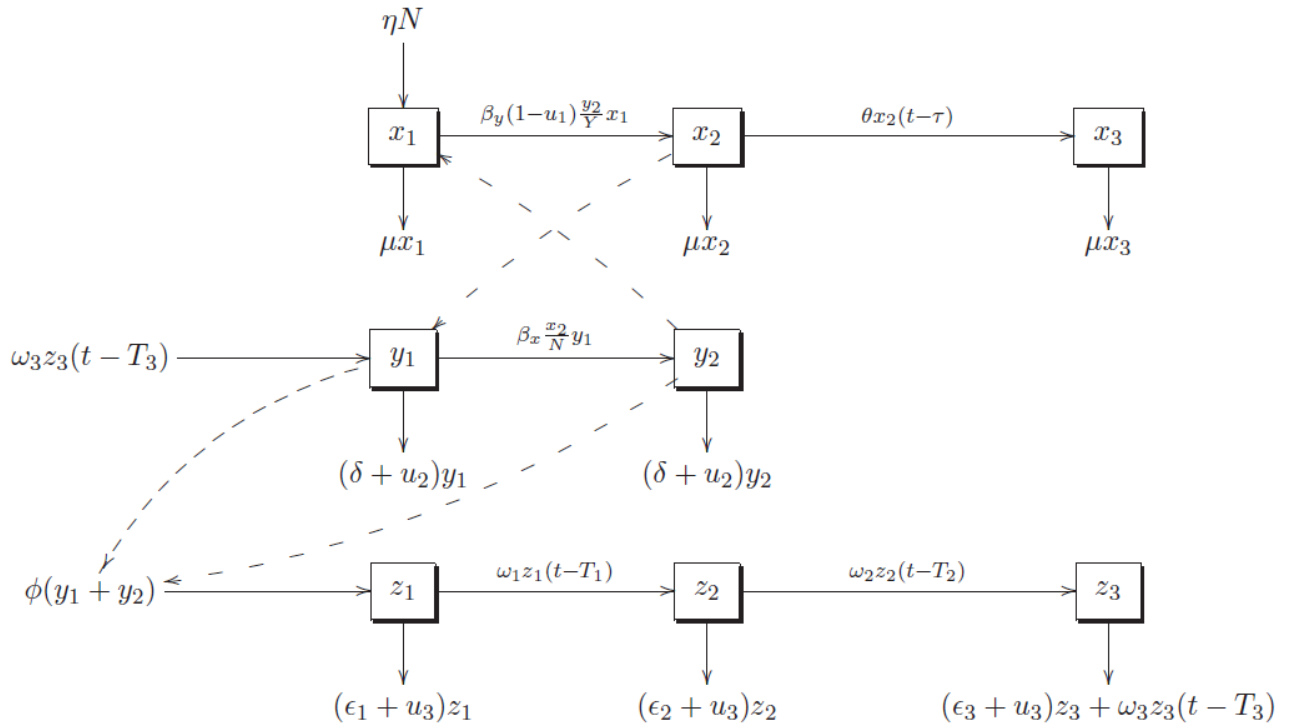 ηN
x₁ β_y(1−u₁) y₂/Y x₁ x₂ θx₂(t−τ) x₃
μx₁ μx₂ μx₃
ω₃z₃(t − T₃) y₁ β_x x₂/N y₁ y₂
(δ + u₂)y₁ (δ + u₂)y₂
ϕ(y₁ + y₂) z₁ ω₁z₁(t−T₁) z₂ ω₂z₂(t−T₂) z₃
(ϵ₁ + u₃)z₁ (ϵ₂ + u₃)z₂ (ϵ₃ + u₃)z₃ + ω₃z₃(t − T₃)